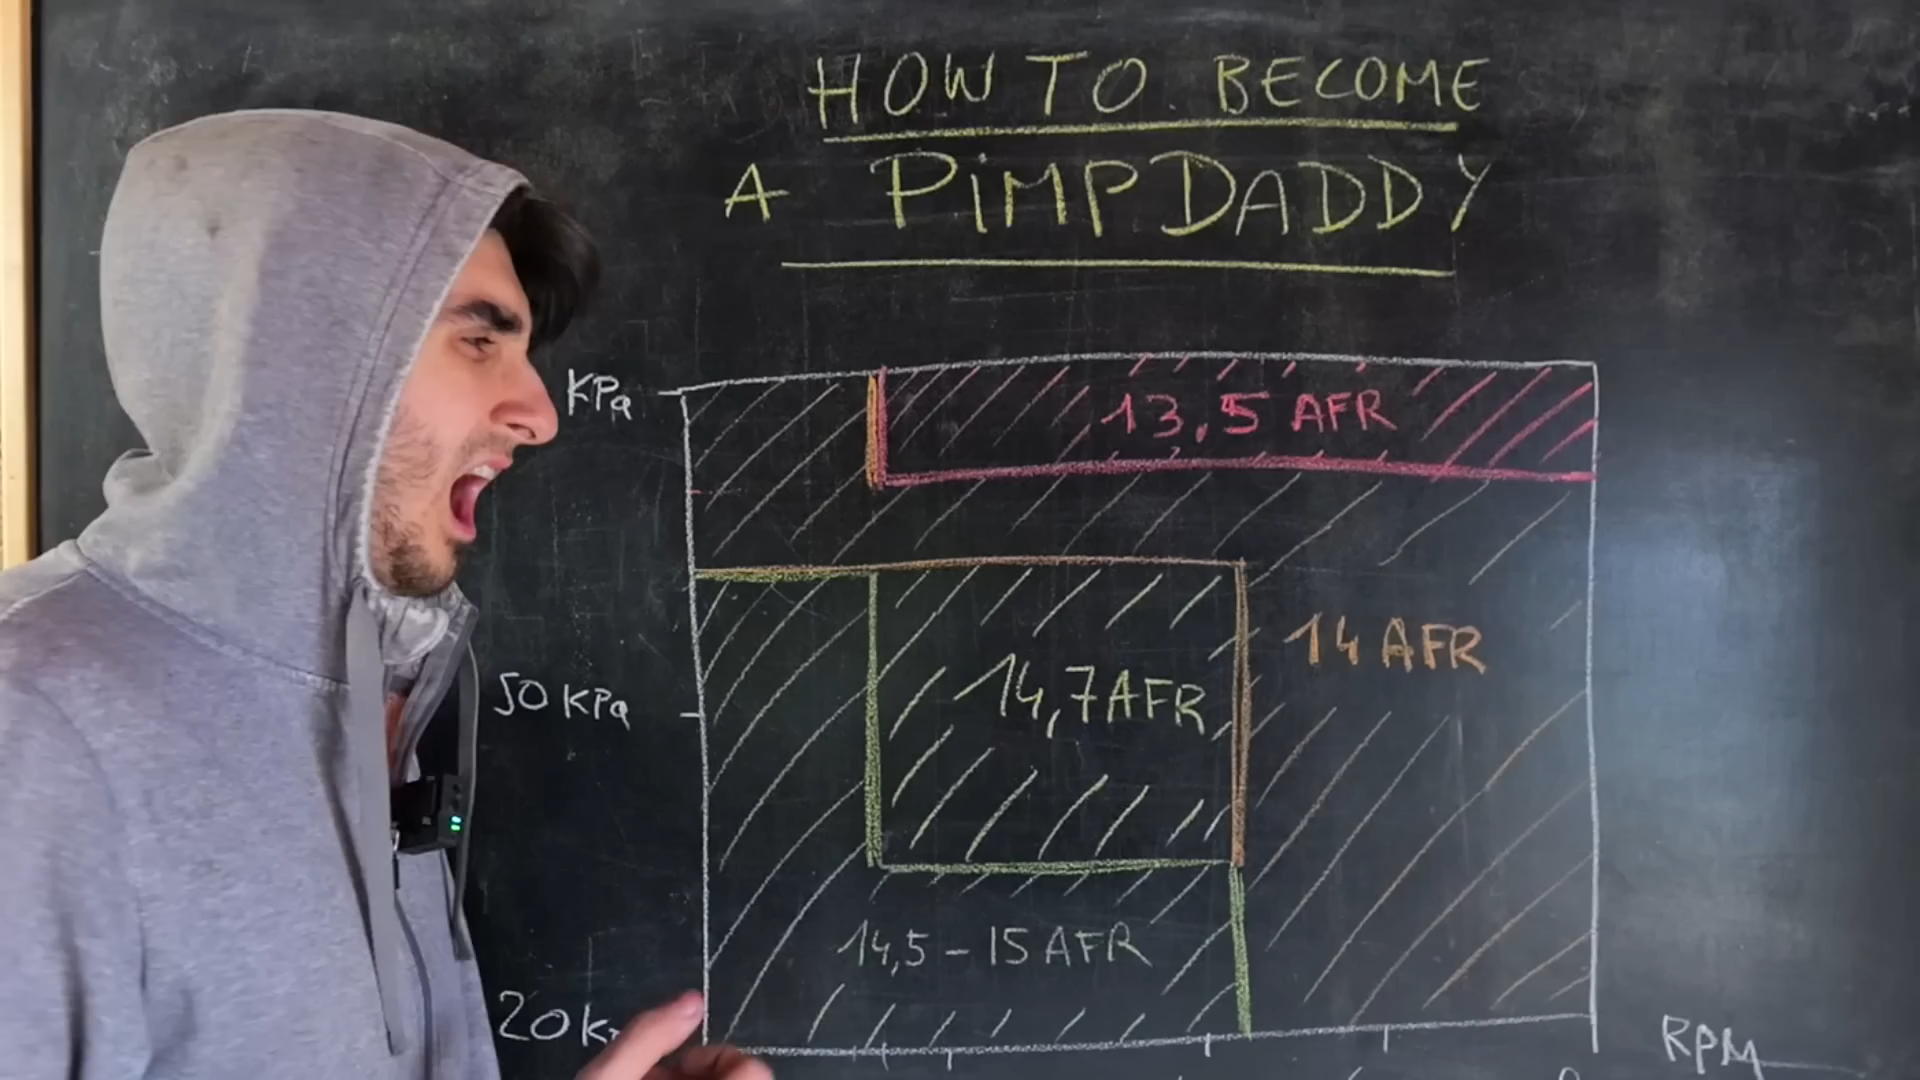 HOW TO BECOME
A PiMPDADDY
KPa
13,5 AFR
14 AFR
14,7 AFR
50 KPa
14,5 - 15 AFR
20
RPM